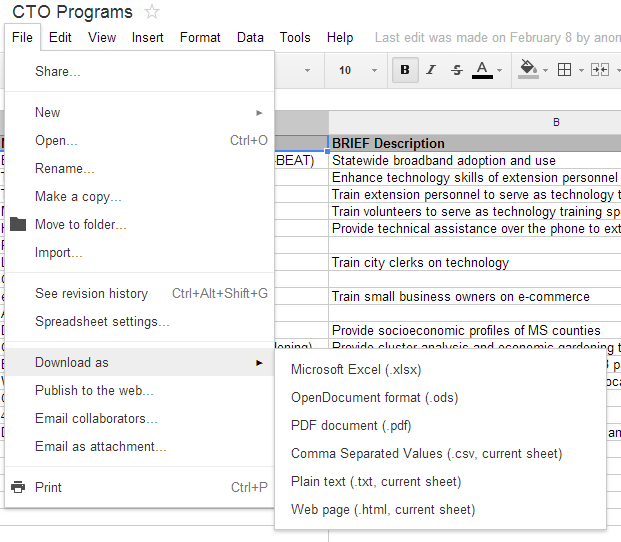 CTO Programs
File Edit View Insert Format Data Tools Help Last edit was made on February 8 by anon
Share...
10 B I S A
New
B
Open... Ctrl+O
BRIEF Description
Rename...
BEAT) Statewide broadband adoption and use
Enhance technology skills of extension personnel
Make a copy...
Train extension personnel to serve as technology t
Train volunteers to serve as technology training sp
Move to folder...
Provide technical assistance over the phone to ext
Import...
Train city clerks on technology
See revision history Ctrl+Alt+Shift+G
Train small business owners on e-commerce
Spreadsheet settings...
Provide socioeconomic profiles of MS counties
Provide cluster analysis and economic gardening t
Download as
Microsoft Excel (.xlsx)
Publish to the web...
OpenDocument format (.ods)
Email collaborators...
PDF document (.pdf)
Email as attachment...
Comma Separated Values (.csv, current sheet)
Print Ctrl+P
Plain text (.txt, current sheet)
Web page (.html, current sheet)